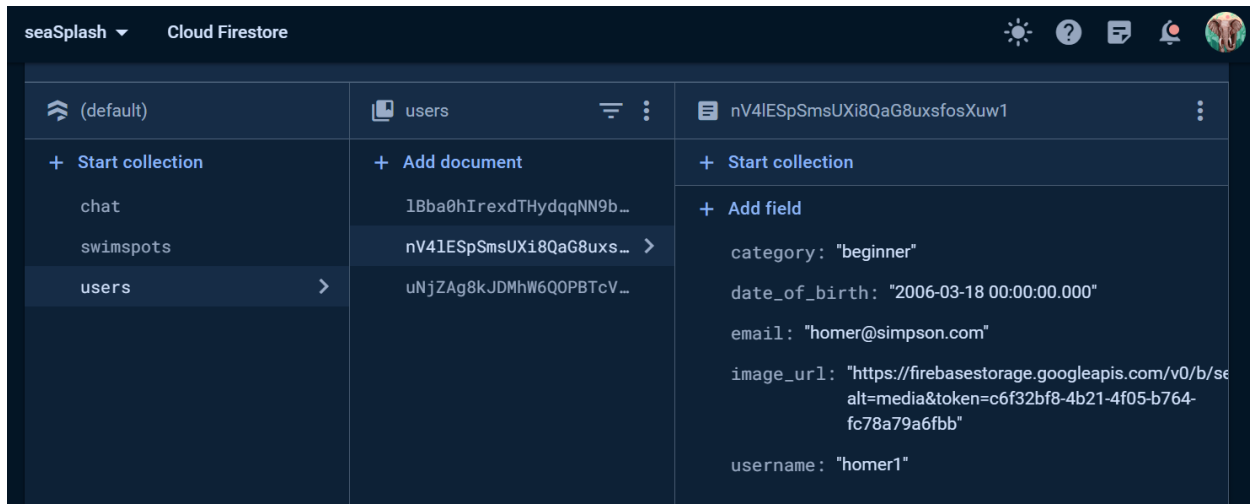 seaSplash Cloud Firestore
(default) users nV4lESpSmsUXi8QaG8uxsfosXuw1
+ Start collection + Add document + Start collection
chat lBba0hIrexdTHydqqNN9b…
+ Add field
swimspots nV4lESpSmsUXi8QaG8uxs…
category: "beginner"
users uNjZAg8kJDMhW6QOPBTcV…
date_of_birth: "2006-03-18 00:00:00.000"
email: "homer@simpson.com"
image_url: "https://firebasestorage.googleapis.com/v0/b/se
alt=media&token=c6f32bf8-4b21-4f05-b764-
fc78a79a6fbb"
username: "homer1"